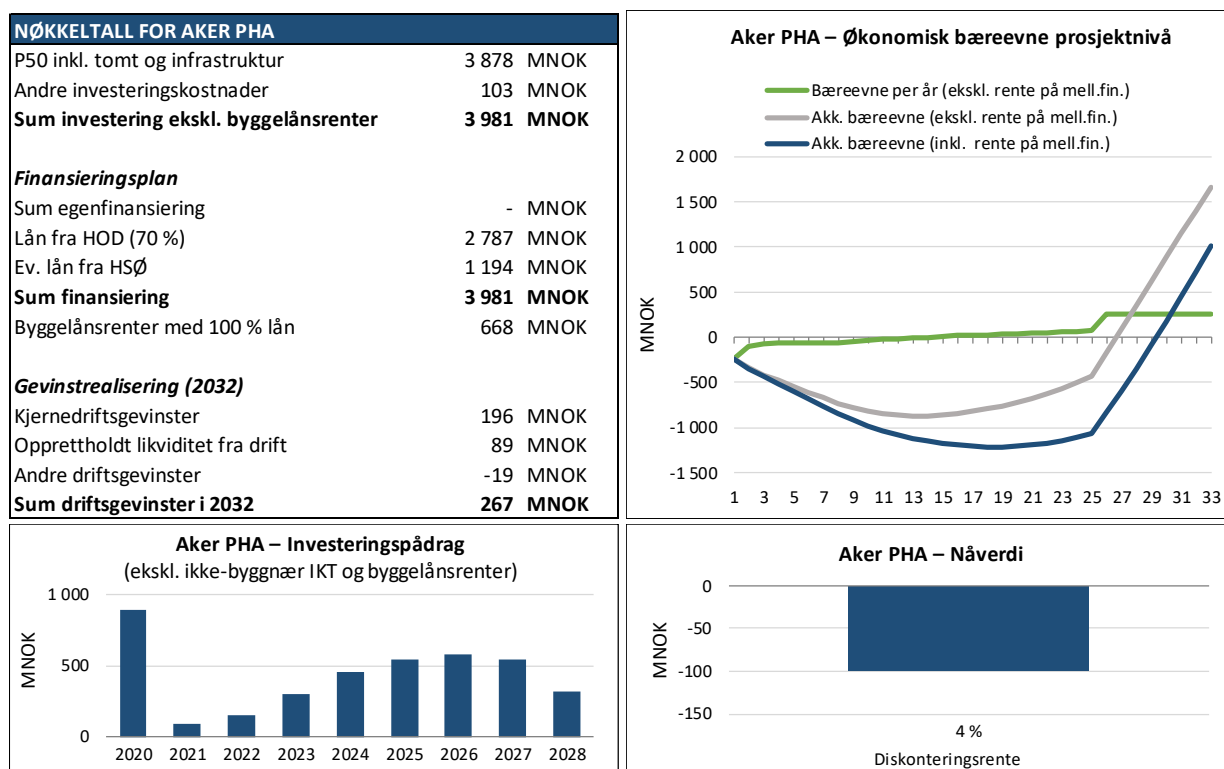 NØKKELTALL FOR AKER PHA
P50 inkl. tomt og infrastruktur 3 878 MNOK
Andre investeringskostnader 103 MNOK
Sum investering ekskl. byggelånsrenter 3 981 MNOK
Finansieringsplan
Sum egenfinansiering - MNOK
Lån fra HOD (70 %) 2 787 MNOK
Ev. lån fra HSØ 1 194 MNOK
Sum finansiering 3 981 MNOK
Byggelånsrenter med 100 % lån 668 MNOK
Gevinstrealisering (2032)
Kjernedriftsgevinster 196 MNOK
Opprettholdt likviditet fra drift 89 MNOK
Andre driftsgevinster -19 MNOK
Sum driftsgevinster i 2032 267 MNOK
Aker PHA – Økonomisk bæreevne prosjektnivå
Bæreevne per år (ekskl. rente på mell.fin.)
Akk. bæreevne (ekskl. rente på mell.fin.)
Akk. bæreevne (inkl. rente på mell.fin.)
MNOK
2 000
1 500
1 000
500
0
-500
-1 000
-1 500
1 3 5 7 9 11 13 15 17 19 21 23 25 27 29 31 33
Aker PHA – Investeringspådrag
(ekskl. ikke-byggnær IKT og byggelånsrenter)
MNOK
1 000
500
0
2020 2021 2022 2023 2024 2025 2026 2027 2028
Aker PHA – Nåverdi
MNOK
0
-50
-100
-150
4 %
Diskonteringsrente